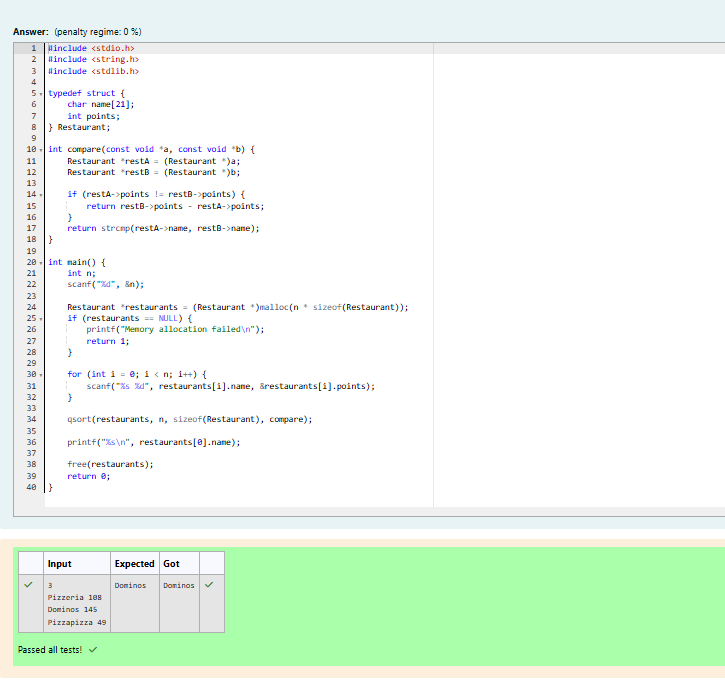 Answer: (penalty regime: 0 %)
1 #include <stdio.h>
2 #include <string.h>
3 #include <stdlib.h>
4
5 typedef struct {
6     char name[21];
7     int points;
8 } Restaurant;
9
10 int compare(const void *a, const void *b) {
11     Restaurant *restA = (Restaurant *)a;
12     Restaurant *restB = (Restaurant *)b;
13
14     if (restA->points != restB->points) {
15         return restB->points - restA->points;
16     }
17     return strcmp(restA->name, restB->name);
18 }
19
20 int main() {
21     int n;
22     scanf("%d", &n);
23
24     Restaurant *restaurants = (Restaurant *)malloc(n * sizeof(Restaurant));
25     if (restaurants == NULL) {
26         printf("Memory allocation failed\n");
27         return 1;
28     }
29
30     for (int i = 0; i < n; i++) {
31         scanf("%s %d", restaurants[i].name, &restaurants[i].points);
32     }
33
34     qsort(restaurants, n, sizeof(Restaurant), compare);
35
36     printf("%s\n", restaurants[0].name);
37
38     free(restaurants);
39     return 0;
40 }
Input Expected Got
3 Dominos Dominos
Pizzeria 108
Dominos 145
Pizzapizza 49
Passed all tests!